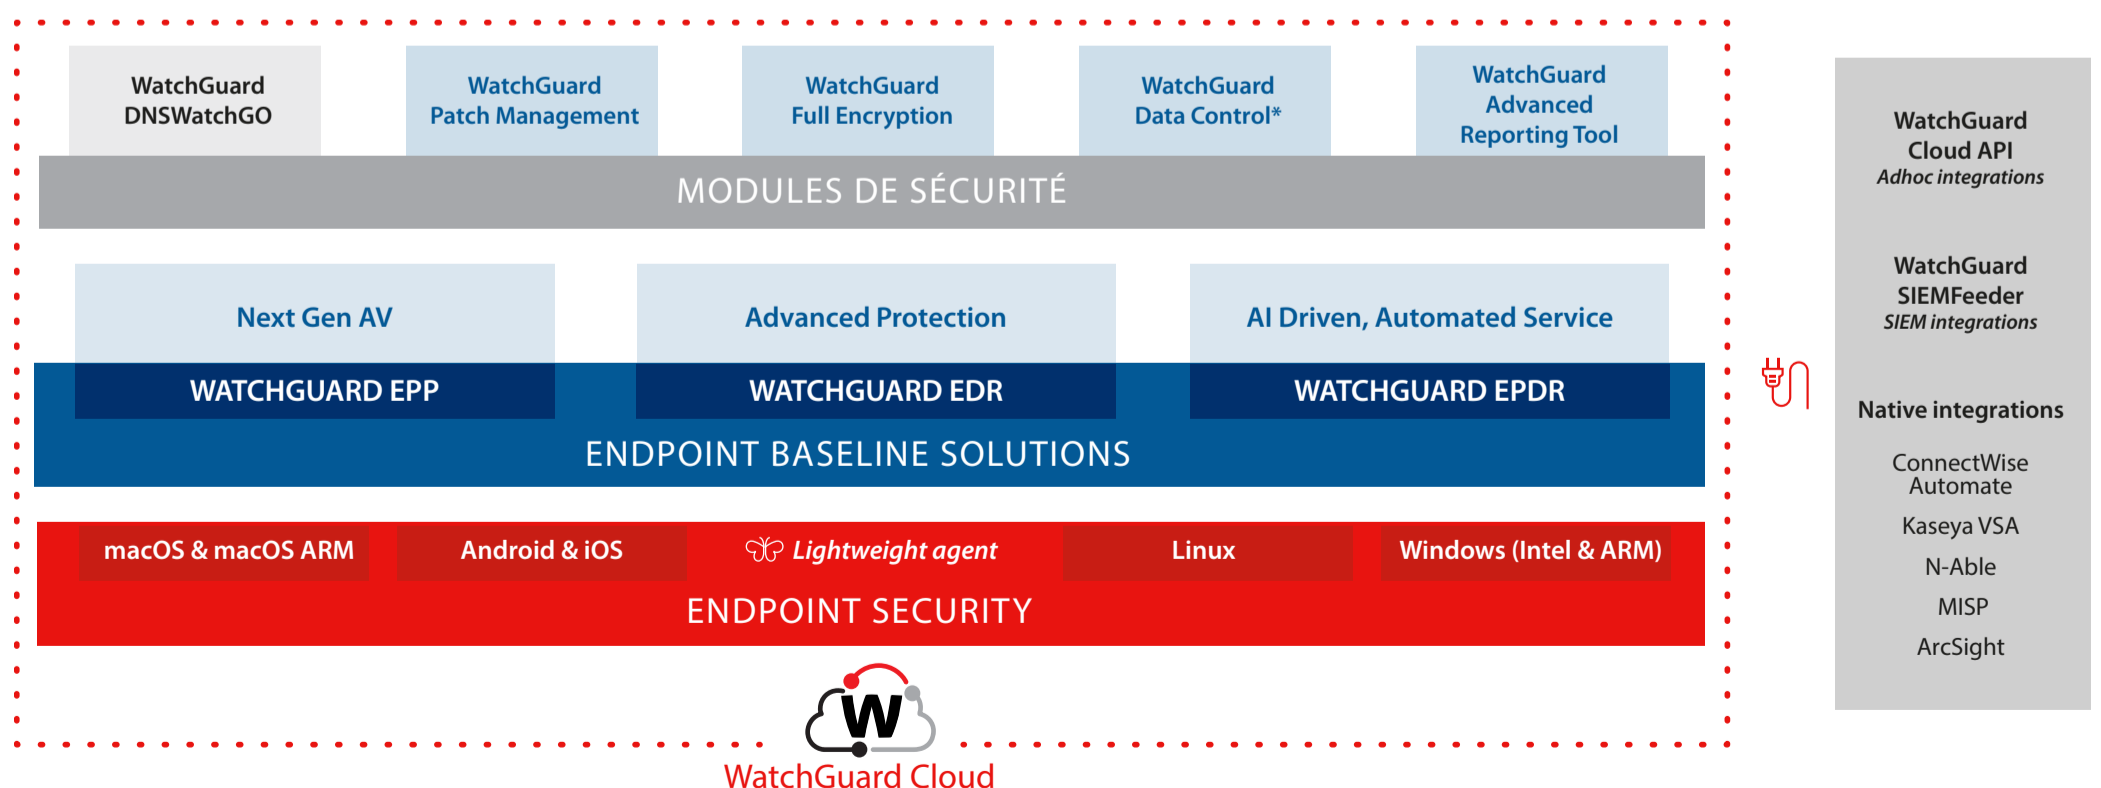 WatchGuard
DNSWatchGO
WatchGuard
Patch Management
WatchGuard
Full Encryption
WatchGuard
Data Control*
WatchGuard
Advanced
Reporting Tool
MODULES DE SÉCURITÉ
Next Gen AV
Advanced Protection
AI Driven, Automated Service
WATCHGUARD EPP
WATCHGUARD EDR
WATCHGUARD EPDR
ENDPOINT BASELINE SOLUTIONS
macOS & macOS ARM
Android & iOS
Lightweight agent
Linux
Windows (Intel & ARM)
ENDPOINT SECURITY
W
WatchGuard Cloud
WatchGuard
Cloud API
Adhoc integrations
WatchGuard
SIEMFeeder
SIEM integrations
Native integrations
ConnectWise
Automate
Kaseya VSA
N-Able
MISP
ArcSight